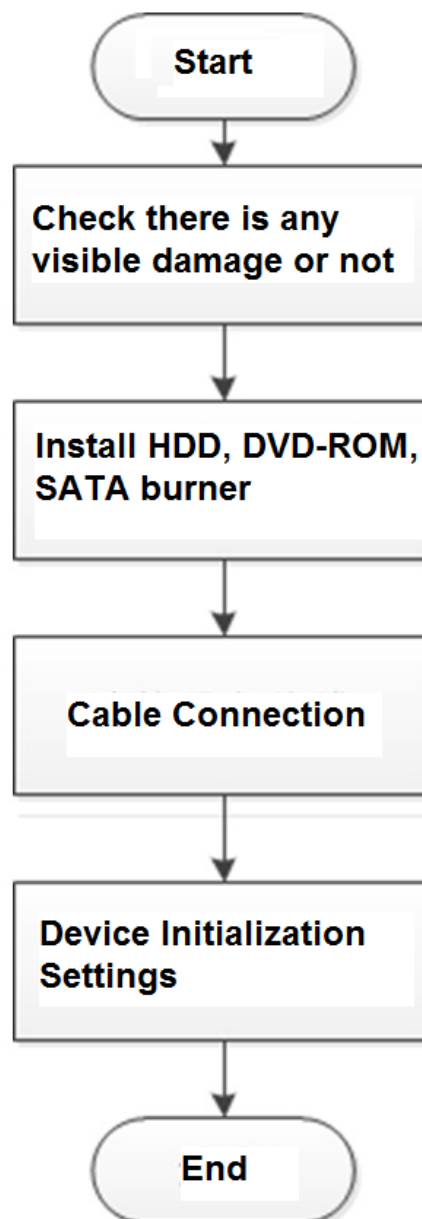 Start
Check there is any
visible damage or not
Install HDD, DVD-ROM,
SATA burner
Cable Connection
Device Initialization
Settings
End